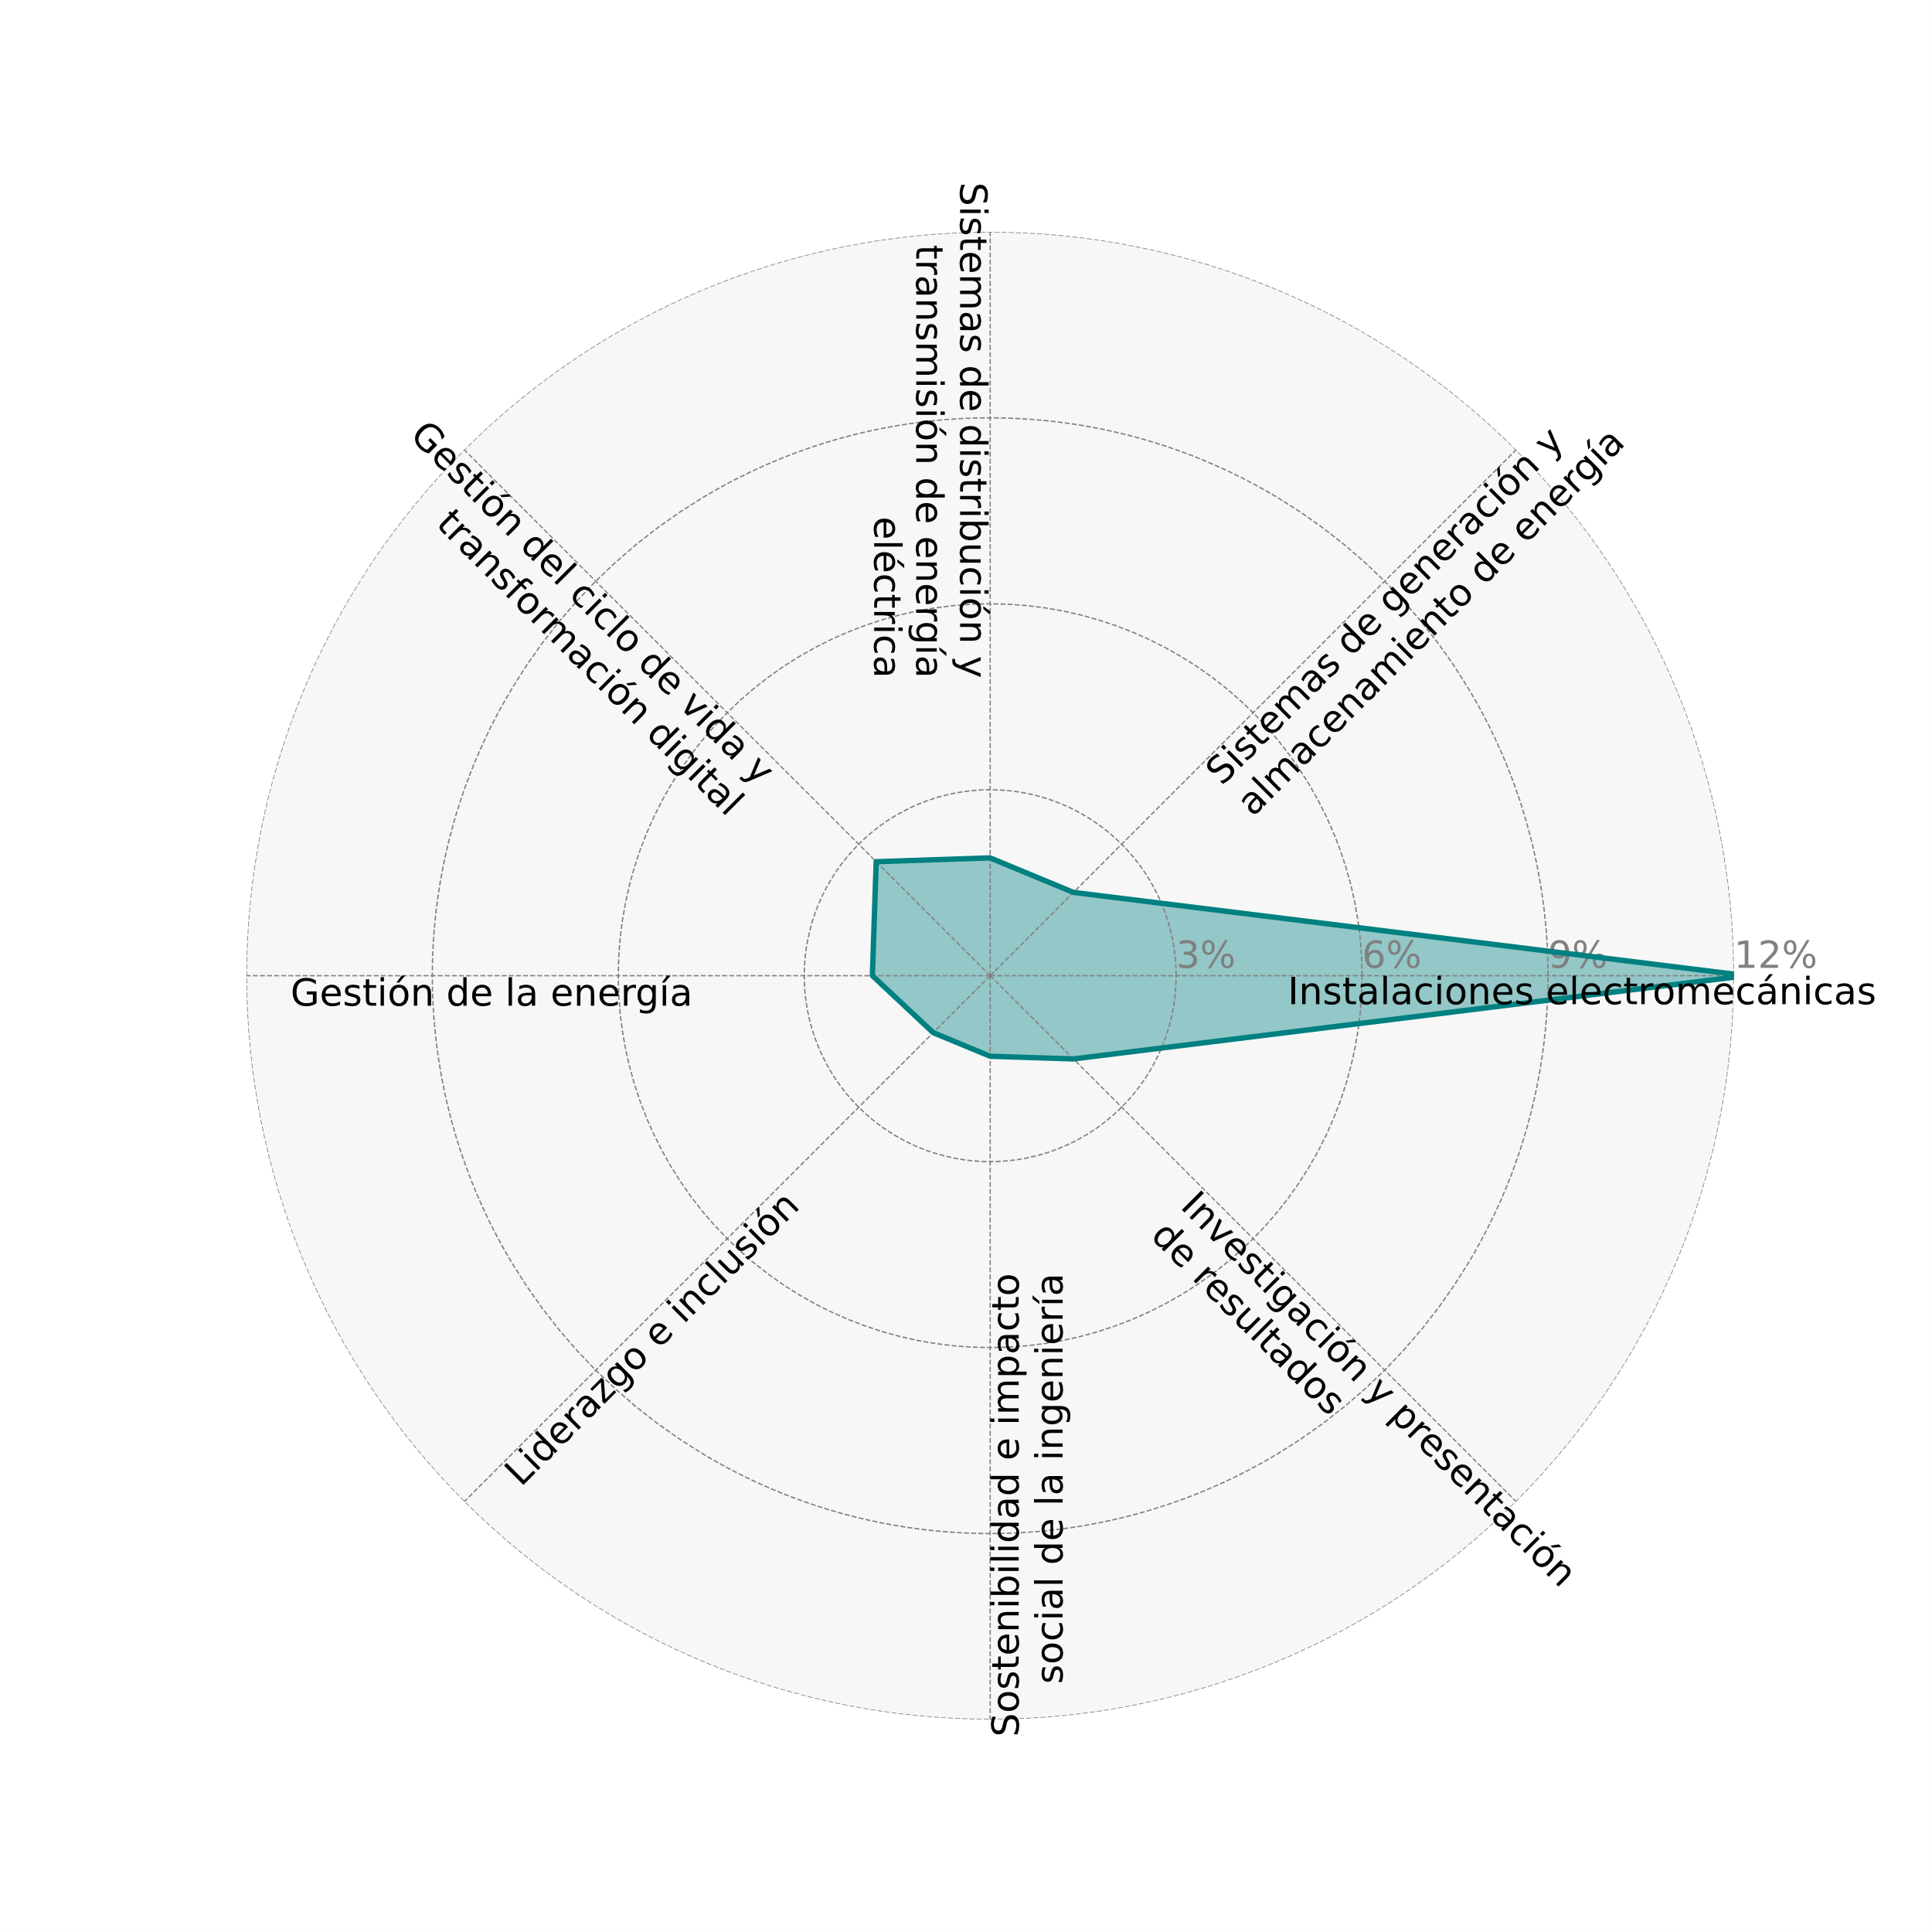 Sistemas de distribución y
transmisión de energía
eléctrica
Sistemas de generación y
almacenamiento de energía
Gestión del ciclo de vida y
transformación digital
3%
6%
9%
12%
Instalaciones electromecánicas
Gestión de la energía
Liderazgo e inclusión
Sostenibilidad e impacto
social de la ingeniería
Investigación y presentación
de resultados